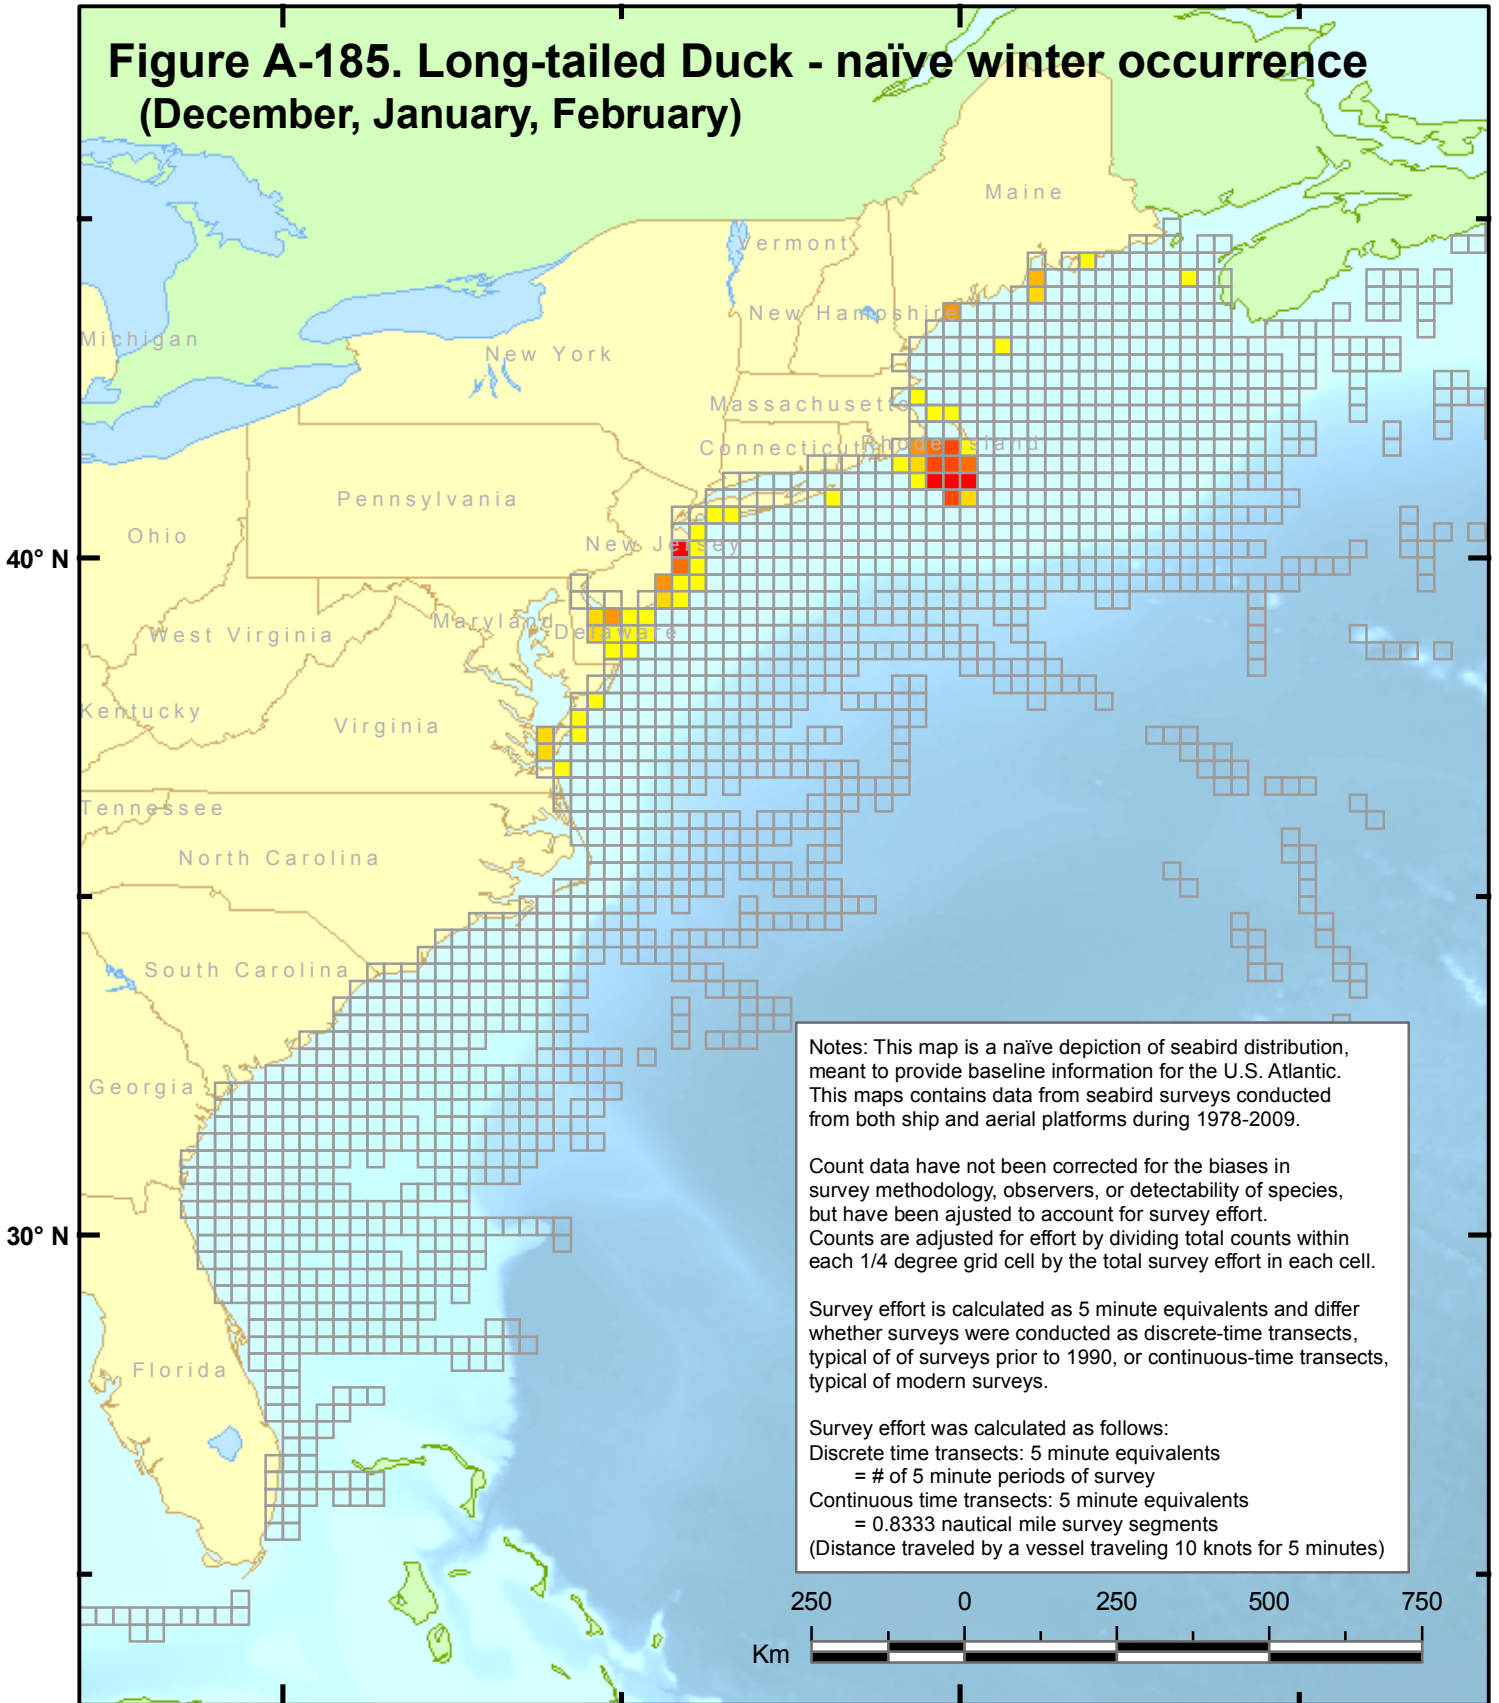 Figure A-185. Long-tailed Duck - naïve winter occurrence
(December, January, February)
Maine
Vermont
New Hampshire
Michigan
New York
Massachusetts
Connecticut
Rhode Island
Pennsylvania
Ohio
New Jersey
40° N
Maryland
Delaware
West Virginia
Kentucky
Virginia
Tennessee
North Carolina
South Carolina
Georgia
30° N
Florida
Notes: This map is a naïve depiction of seabird distribution,
meant to provide baseline information for the U.S. Atlantic.
This maps contains data from seabird surveys conducted
from both ship and aerial platforms during 1978-2009.
Count data have not been corrected for the biases in
survey methodology, observers, or detectability of species,
but have been ajusted to account for survey effort.
Counts are adjusted for effort by dividing total counts within
each 1/4 degree grid cell by the total survey effort in each cell.
Survey effort is calculated as 5 minute equivalents and differ
whether surveys were conducted as discrete-time transects,
typical of of surveys prior to 1990, or continuous-time transects,
typical of modern surveys.
Survey effort was calculated as follows:
Discrete time transects: 5 minute equivalents
= # of 5 minute periods of survey
Continuous time transects: 5 minute equivalents
= 0.8333 nautical mile survey segments
(Distance traveled by a vessel traveling 10 knots for 5 minutes)
250 0 250 500 750
Km